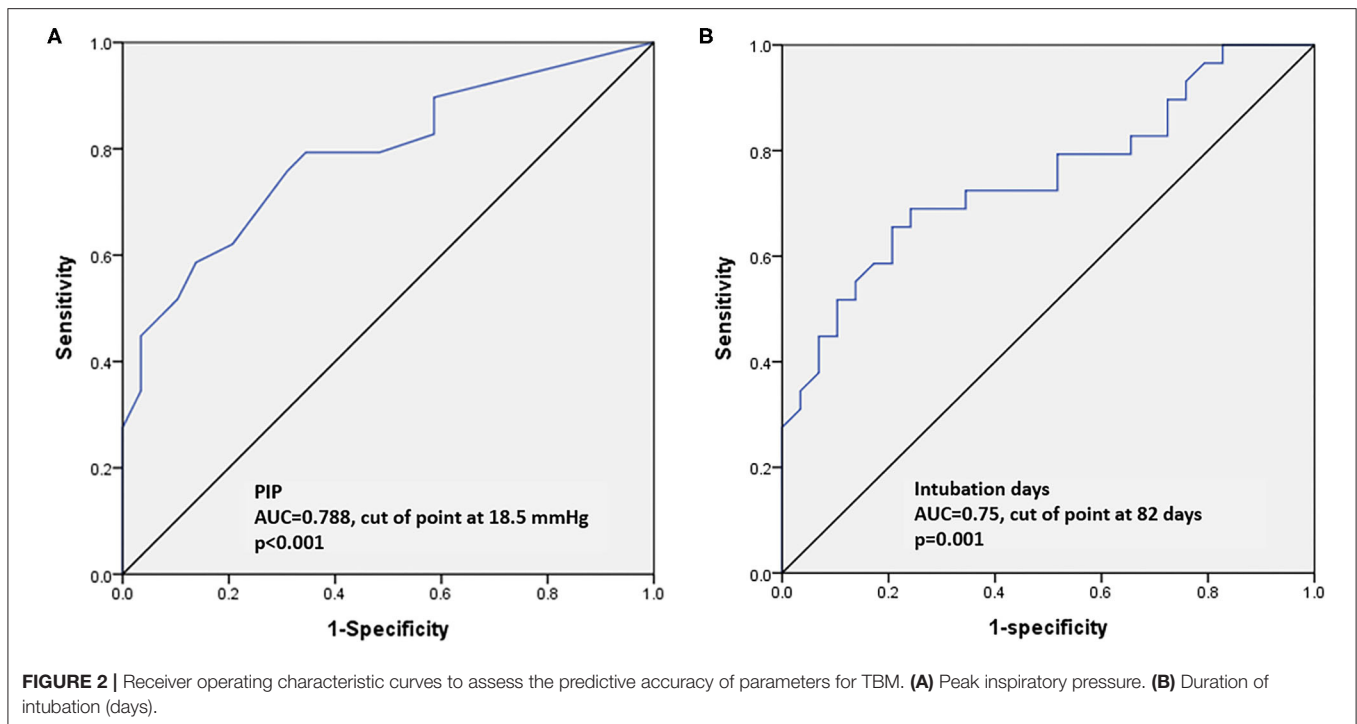 A
1.0
0.8
0.6
0.4
0.2
0.0
Sensitivity
PIP
AUC=0.788, cut of point at 18.5 mmHg
p<0.001
0.0 0.2 0.4 0.6 0.8 1.0
1-Specificity
B
1.0
0.8
0.6
0.4
0.2
0.0
Sensitivity
Intubation days
AUC=0.75, cut of point at 82 days
p=0.001
0.0 0.2 0.4 0.6 0.8 1.0
1-specificity
FIGURE 2 | Receiver operating characteristic curves to assess the predictive accuracy of parameters for TBM. (A) Peak inspiratory pressure. (B) Duration of
intubation (days).